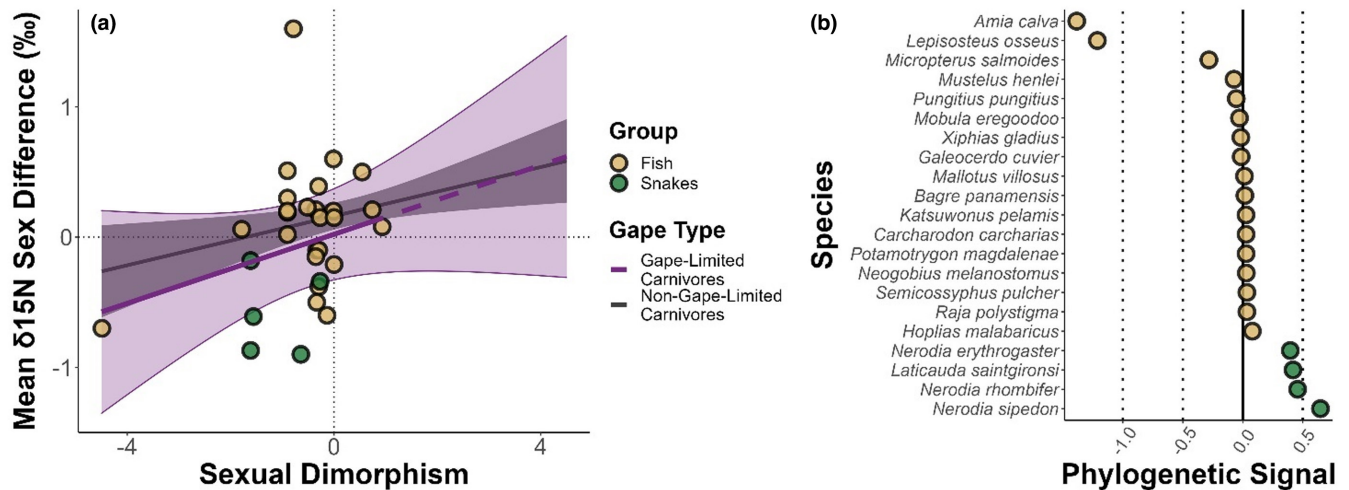 (a)
Mean δ15N Sex Difference (‰)
1
0
-1
-4
0
4
Sexual Dimorphism
Group
Fish
Snakes
Gape Type
Gape-Limited
Carnivores
Non-Gape-Limited
Carnivores
(b)
Species
Amia calva
Lepisosteus osseus
Micropterus salmoides
Mustelus henlei
Pungitius pungitius
Mobula eregoodoo
Xiphias gladius
Galeocerdo cuvier
Mallotus villosus
Bagre panamensis
Katsuwonus pelamis
Carcharodon carcharias
Potamotrygon magdalenae
Neogobius melanostomus
Semicossyphus pulcher
Raja polystigma
Hoplias malabaricus
Nerodia erythrogaster
Laticauda saintgironsi
Nerodia rhombifer
Nerodia sipedon
-1.0
-0.5
0.0
0.5
Phylogenetic Signal